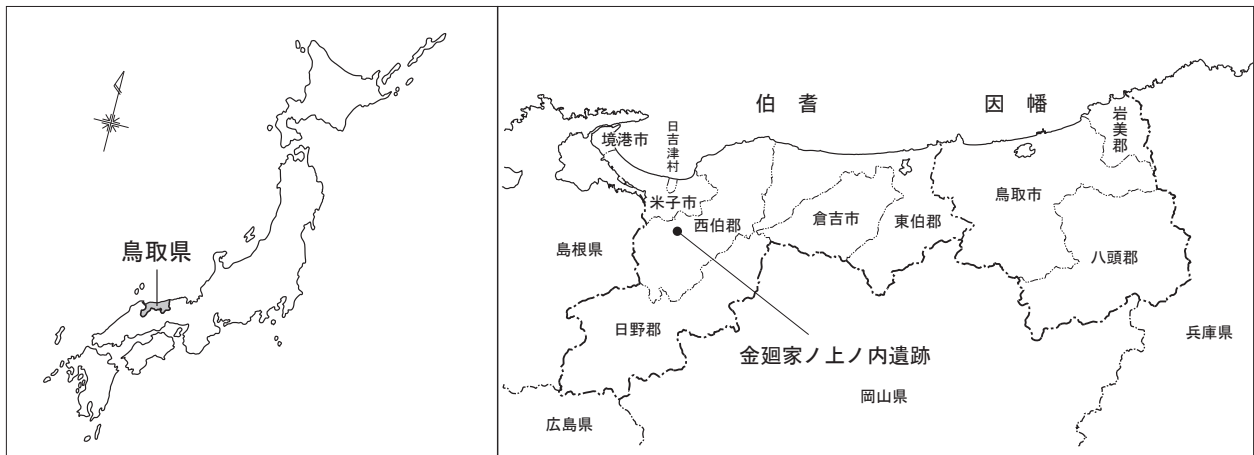 鳥取県
伯耆
因幡
境港市
日吉津村
米子市
西伯郡
倉吉市
東伯郡
鳥取市
岩美郡
八頭郡
島根県
日野郡
金廻家ノ上ノ内遺跡
兵庫県
岡山県
広島県